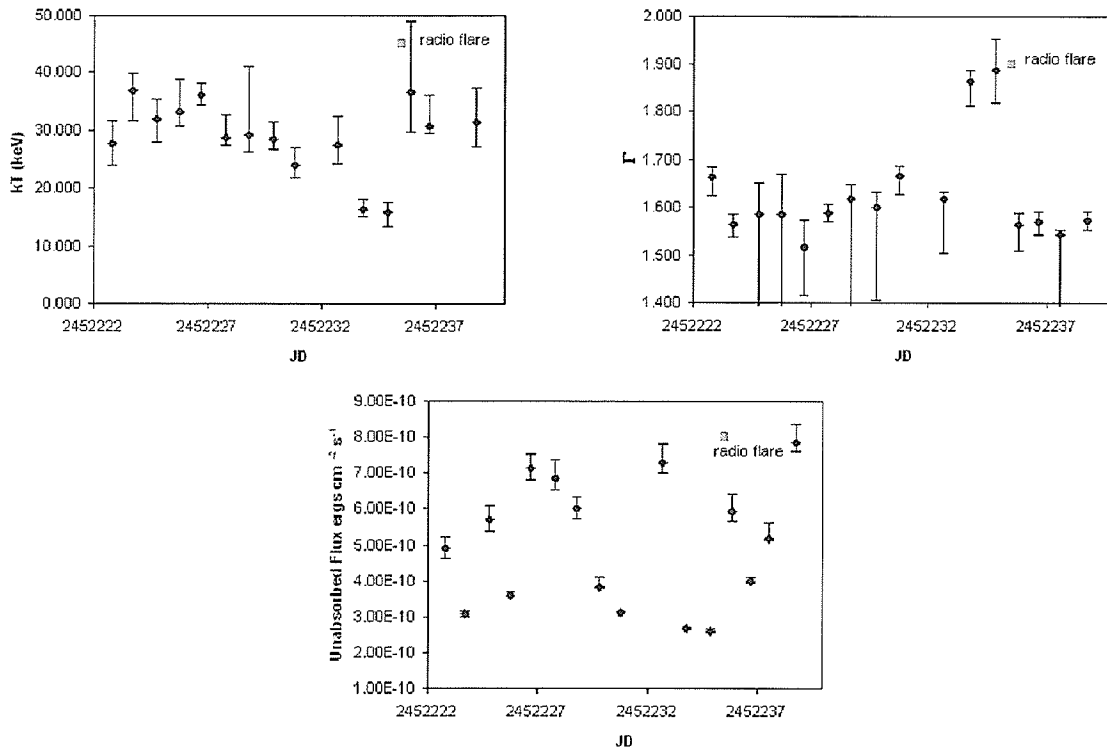 50.000
40.000
30.000
20.000
10.000
0.000
kT (keV)
radio flare
2452222
2452227
2452232
2452237
JD
2.000
1.900
1.800
1.700
1.600
1.500
1.400
Γ
radio flare
2452222
2452227
2452232
2452237
JD
9.00E-10
8.00E-10
7.00E-10
6.00E-10
5.00E-10
4.00E-10
3.00E-10
2.00E-10
1.00E-10
Unabsorbed Flux ergs cm⁻² s⁻¹
radio flare
2452222
2452227
2452232
2452237
JD